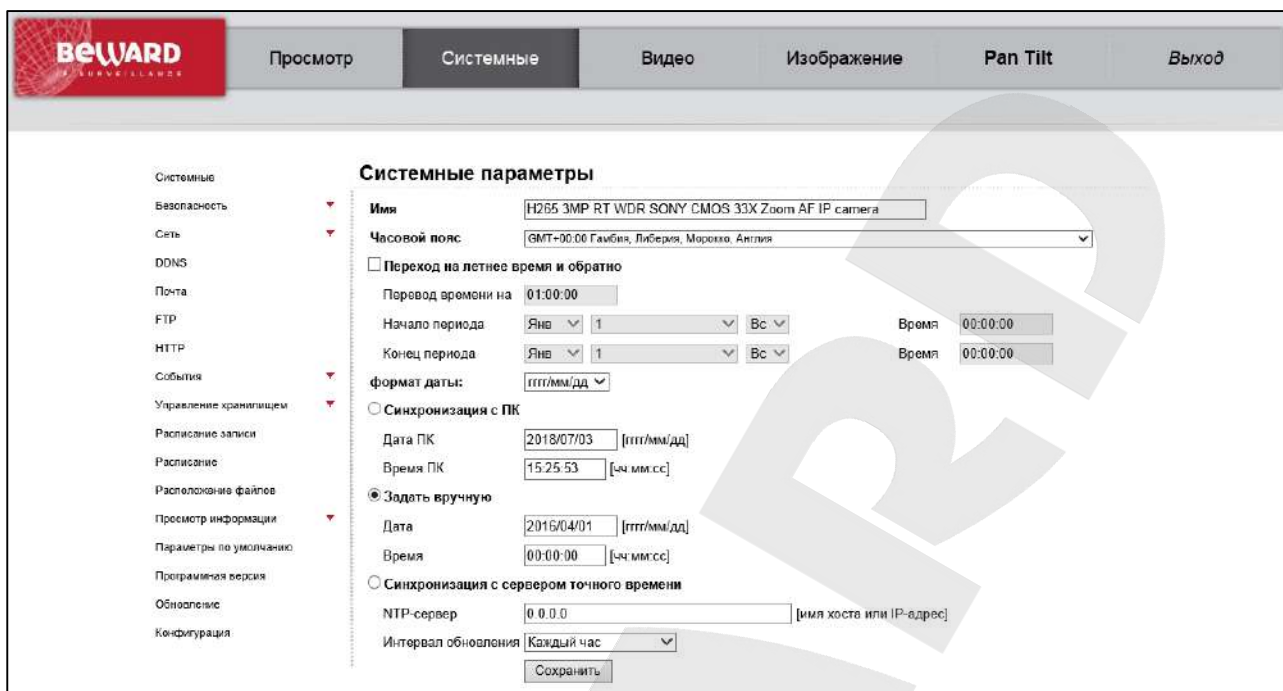 BEWARD
IP SURVEILLANCE
Просмотр
Системные
Видео
Изображение
Pan Tilt
Выход
Системные
Безопасность
Сеть
DDNS
Почта
FTP
HTTP
События
Управление хранилищем
Расписание записи
Расписание
Расположение файлов
Просмотр информации
Параметры по умолчанию
Программная версия
Обновление
Конфигурация
Системные параметры
Имя H265 3MP RT WDR SONY CMOS 33X Zoom AF IP camera
Часовой пояс GMT+00:00 Гамбия, Либерия, Морокко, Англия
Переход на летнее время и обратно
Перевод времени на 01:00:00
Начало периода Янв 1 Вс Время 00:00:00
Конец периода Янв 1 Вс Время 00:00:00
формат даты: гггг/мм/дд
Синхронизация с ПК
Дата ПК 2018/07/03 [гггг/мм/дд]
Время ПК 15:25:53 [чч:мм:сс]
Задать вручную
Дата 2016/04/01 [гггг/мм/дд]
Время 00:00:00 [чч:мм:сс]
Синхронизация с сервером точного времени
NTP-сервер 0.0.0.0 [имя хоста или IP-адрес]
Интервал обновления Каждый час
Сохранить